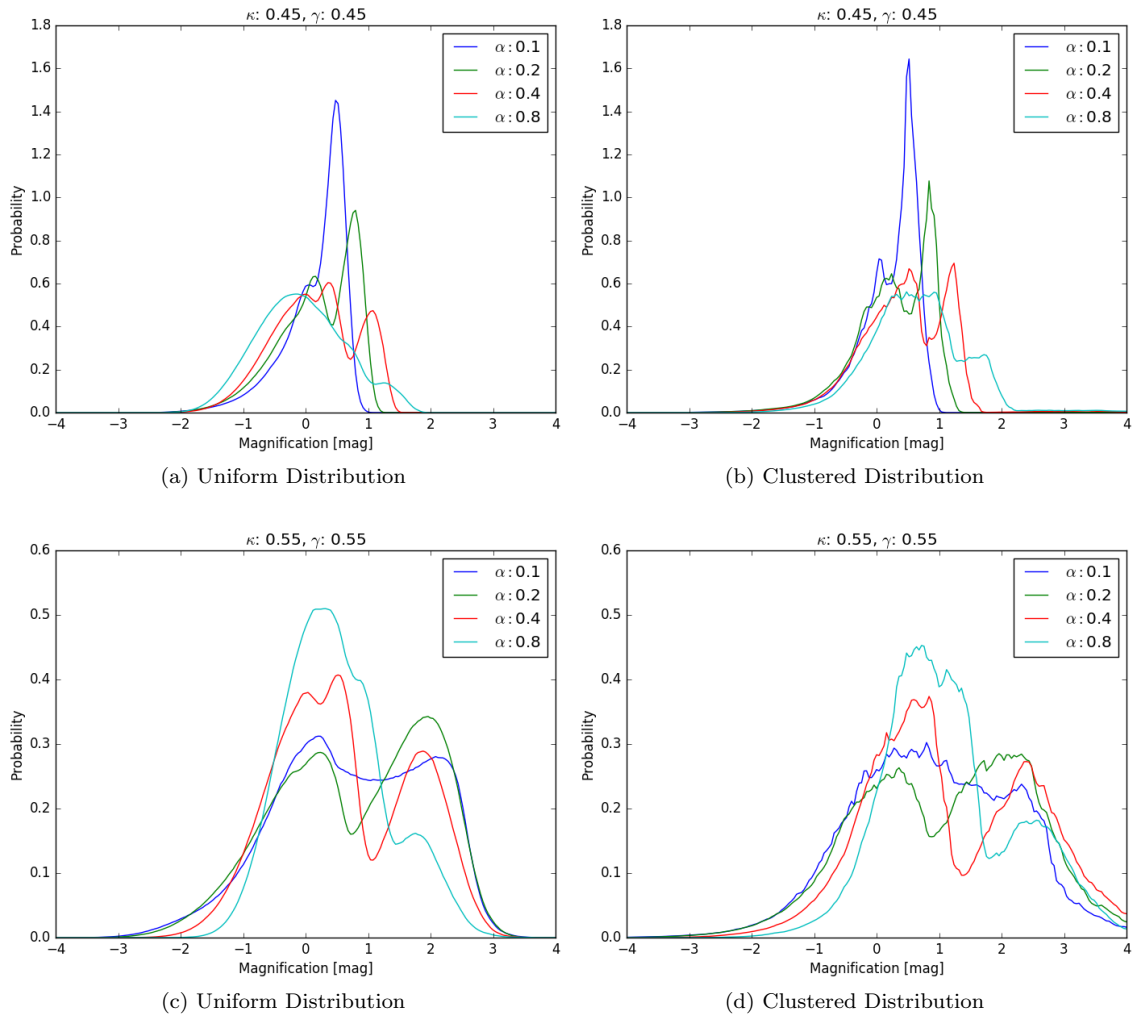 κ: 0.45, γ: 0.45
1.8
1.6
1.4
1.2
1.0
0.8
0.6
0.4
0.2
0.0
Probability
α: 0.1
α: 0.2
α: 0.4
α: 0.8
−4 −3 −2 −1 0 1 2 3 4
Magnification [mag]
(a) Uniform Distribution
κ: 0.45, γ: 0.45
1.8
1.6
1.4
1.2
1.0
0.8
0.6
0.4
0.2
0.0
Probability
α: 0.1
α: 0.2
α: 0.4
α: 0.8
−4 −3 −2 −1 0 1 2 3 4
Magnification [mag]
(b) Clustered Distribution
κ: 0.55, γ: 0.55
0.6
0.5
0.4
0.3
0.2
0.1
0.0
Probability
α: 0.1
α: 0.2
α: 0.4
α: 0.8
−4 −3 −2 −1 0 1 2 3 4
Magnification [mag]
(c) Uniform Distribution
κ: 0.55, γ: 0.55
0.6
0.5
0.4
0.3
0.2
0.1
0.0
Probability
α: 0.1
α: 0.2
α: 0.4
α: 0.8
−4 −3 −2 −1 0 1 2 3 4
Magnification [mag]
(d) Clustered Distribution